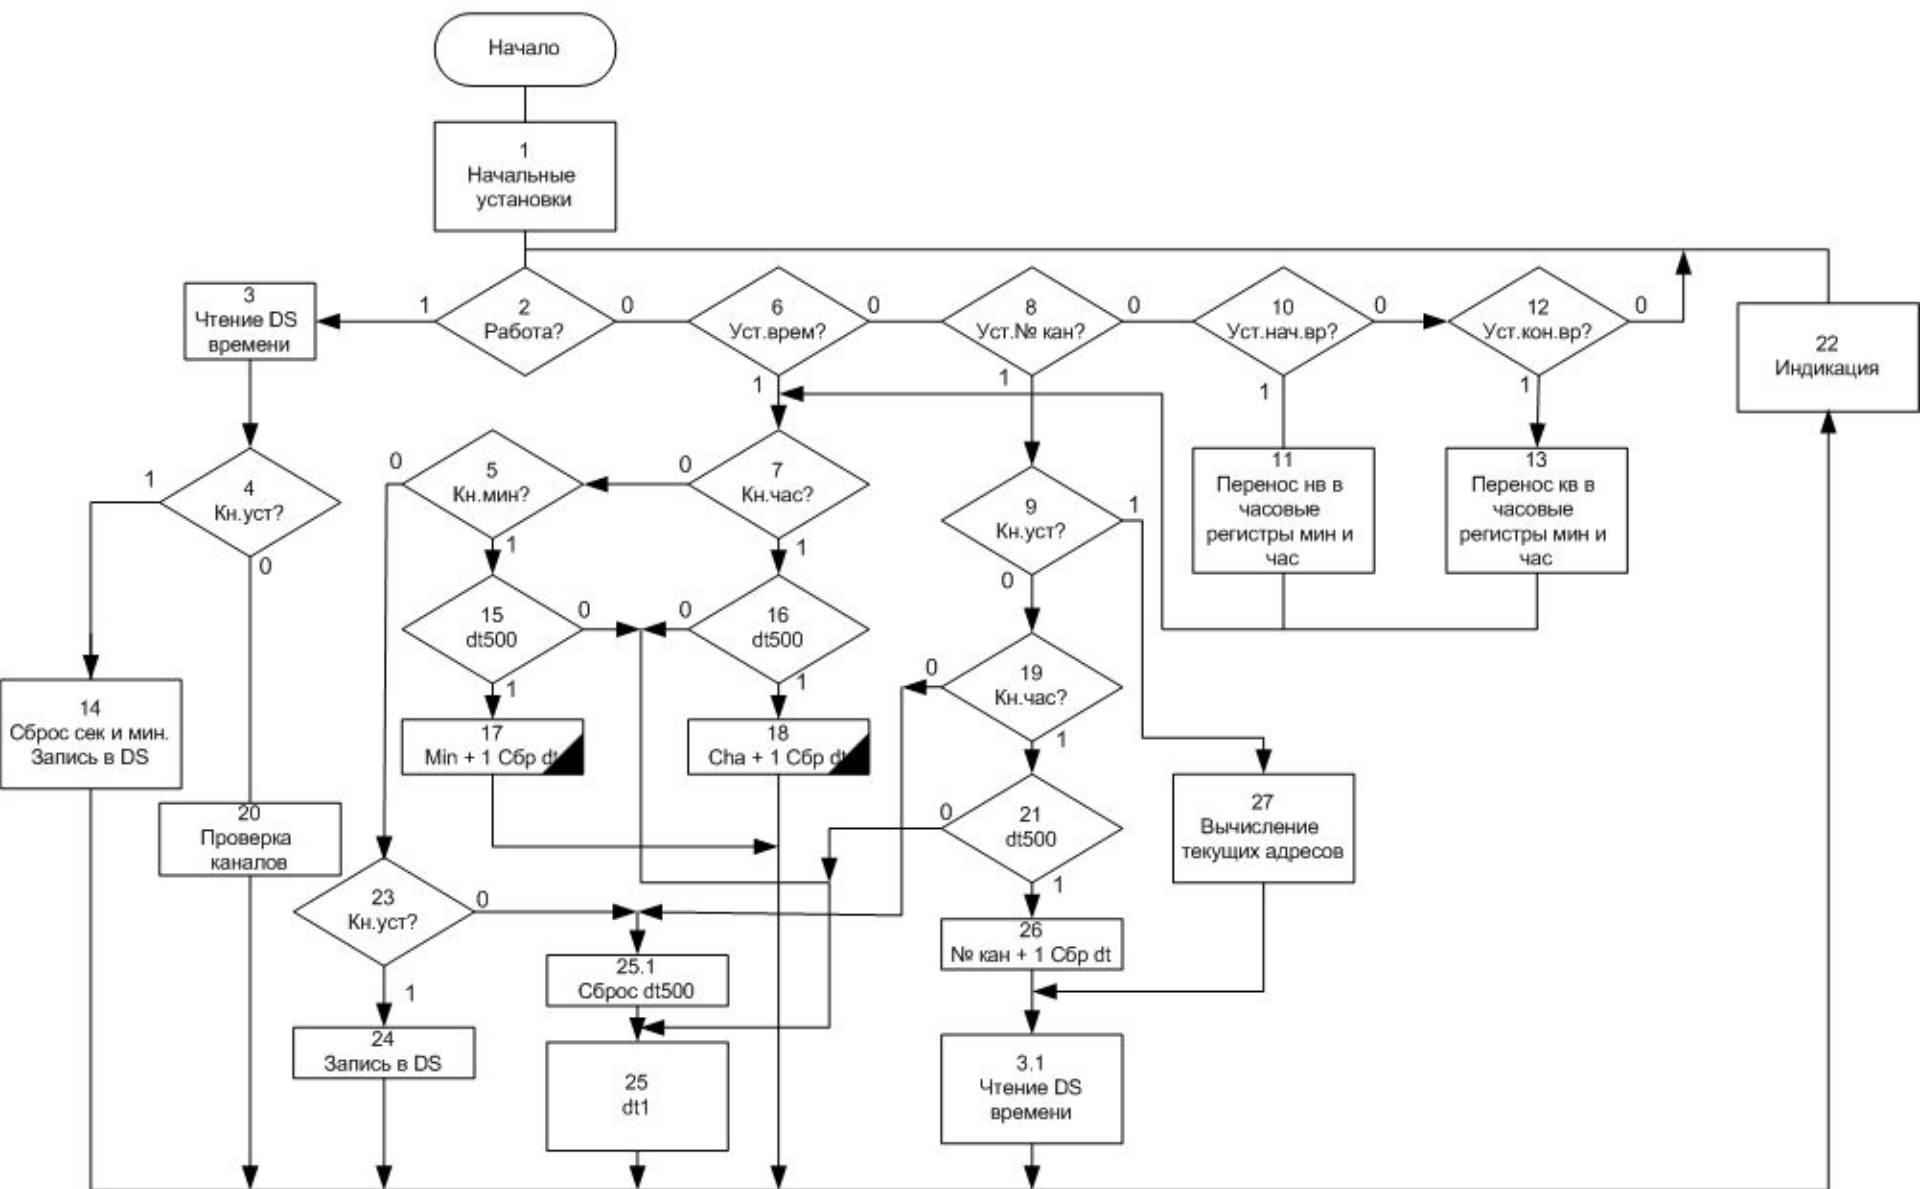 Начало
1
Начальные
установки
3
Чтение DS
времени
1
2
Работа?
0
6
Уст.врем?
0
8
Уст.№ кан?
0
10
Уст.нач.вр?
0
12
Уст.кон.вр?
0
22
Индикация
1
1
1
1
1
4
Кн.уст?
0
0
5
Кн.мин?
0
7
Кн.час?
1
1
9
Кн.уст?
1
0
11
Перенос нв в
часовые
регистры мин и
час
13
Перенос кв в
часовые
регистры мин и
час
15
dt500
0
0
16
dt500
1
1
0
19
Кн.час?
1
14
Сброс сек и мин.
Запись в DS
17
Min + 1 Сбр dt
18
Cha + 1 Сбр dt
20
Проверка
каналов
0
21
dt500
1
27
Вычисление
текущих адресов
23
Кн.уст?
0
1
26
№ кан + 1 Сбр dt
25.1
Сброс dt500
24
Запись в DS
25
dt1
3.1
Чтение DS
времени